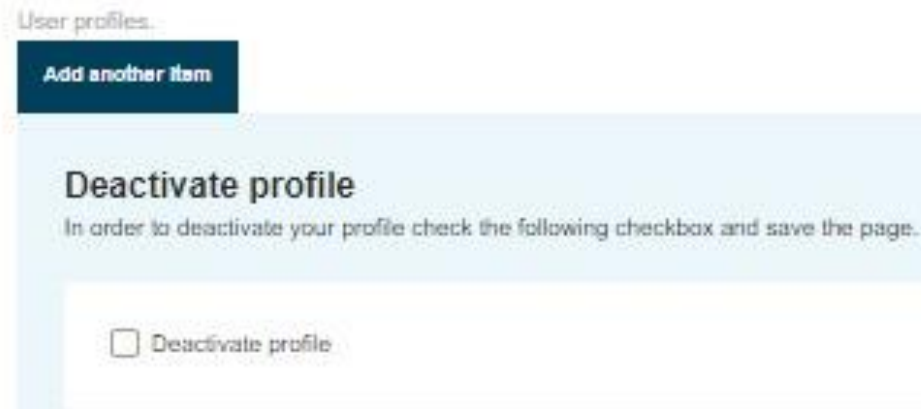 User profiles.
Add another item
Deactivate profile
In order to deactivate your profile check the following checkbox and save the page.
Deactivate profile